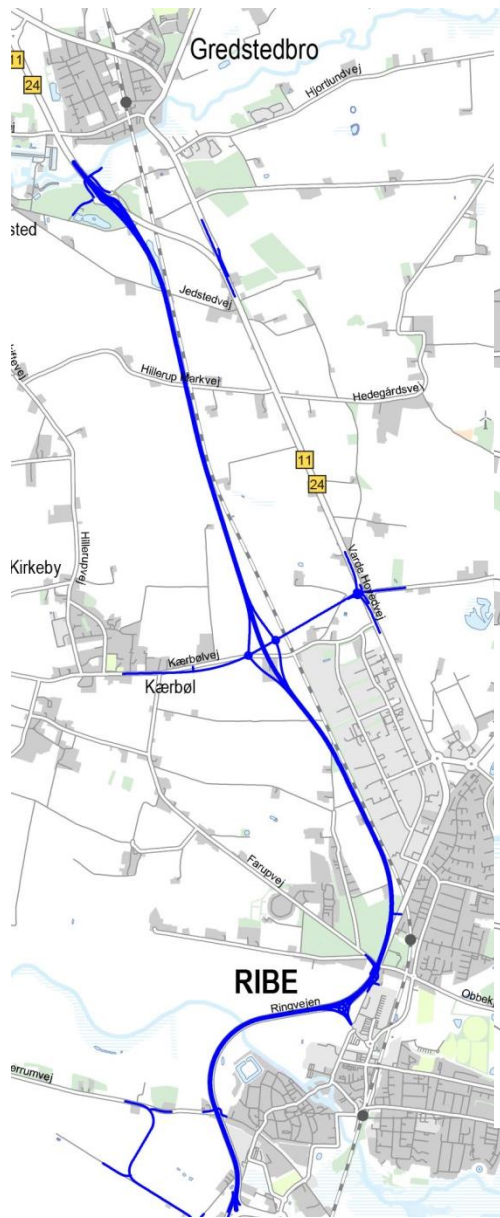 Gredstedbro
11
24
Hjortlundvej
sted
Jedstedvej
Hillerup Markvej
Hedegårdsvej
11
24
Hillerupvej
Kirkeby
Varde Hovedvej
Kærbølvej
Kærbøl
Farupvej
RIBE
Ringvejen
Obbek
errumvej